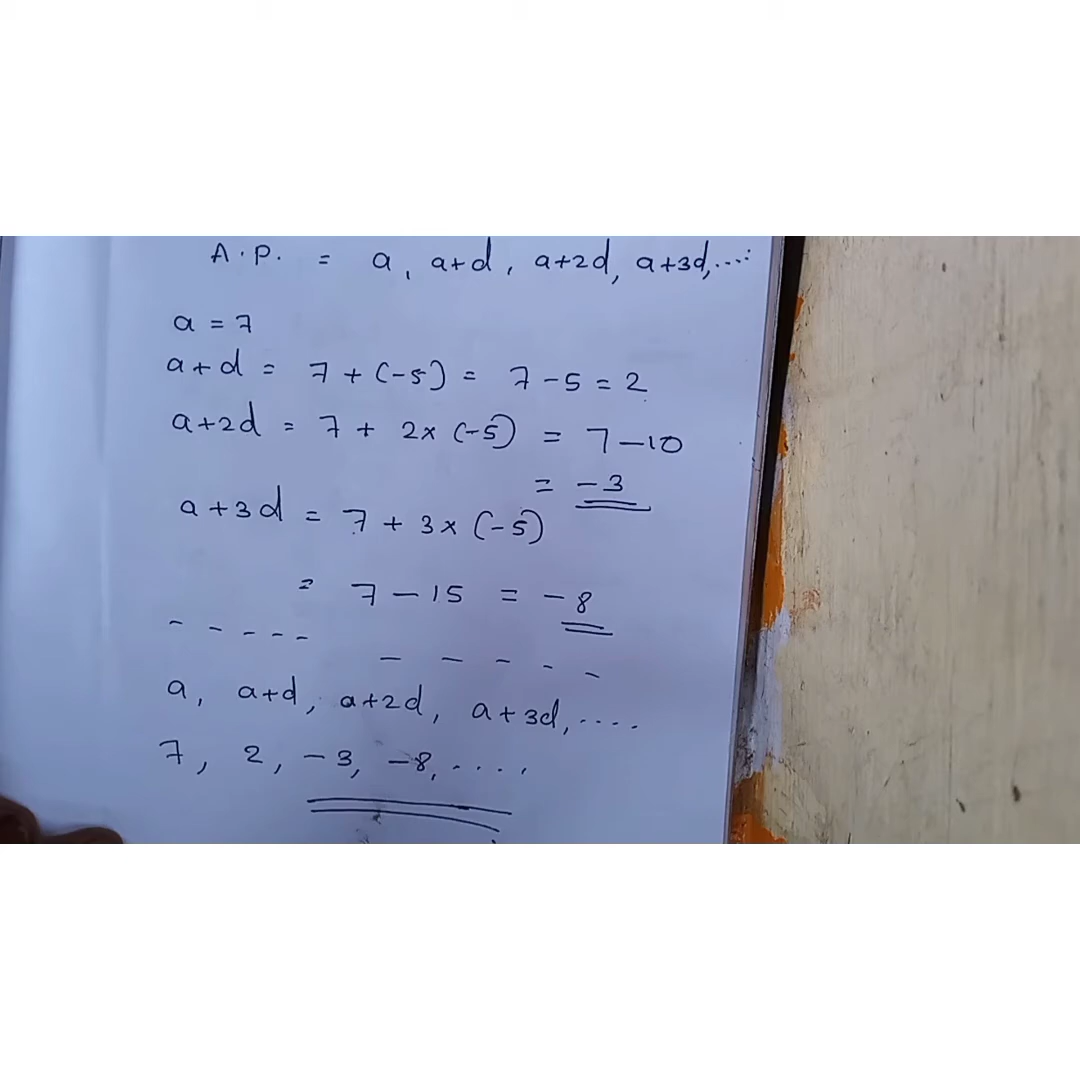 A.P. = a, a+d, a+2d, a+3d,....
a = 7
a+d = 7 + (-5) = 7 - 5 = 2
a+2d = 7 + 2x (-5) = 7 - 10
= -3
a+3d = 7 + 3x (-5)
= 7 - 15 = -8
- - - - - - - - - -
a, a+d, a+2d, a+3d,....
7, 2, -3, -8, ....